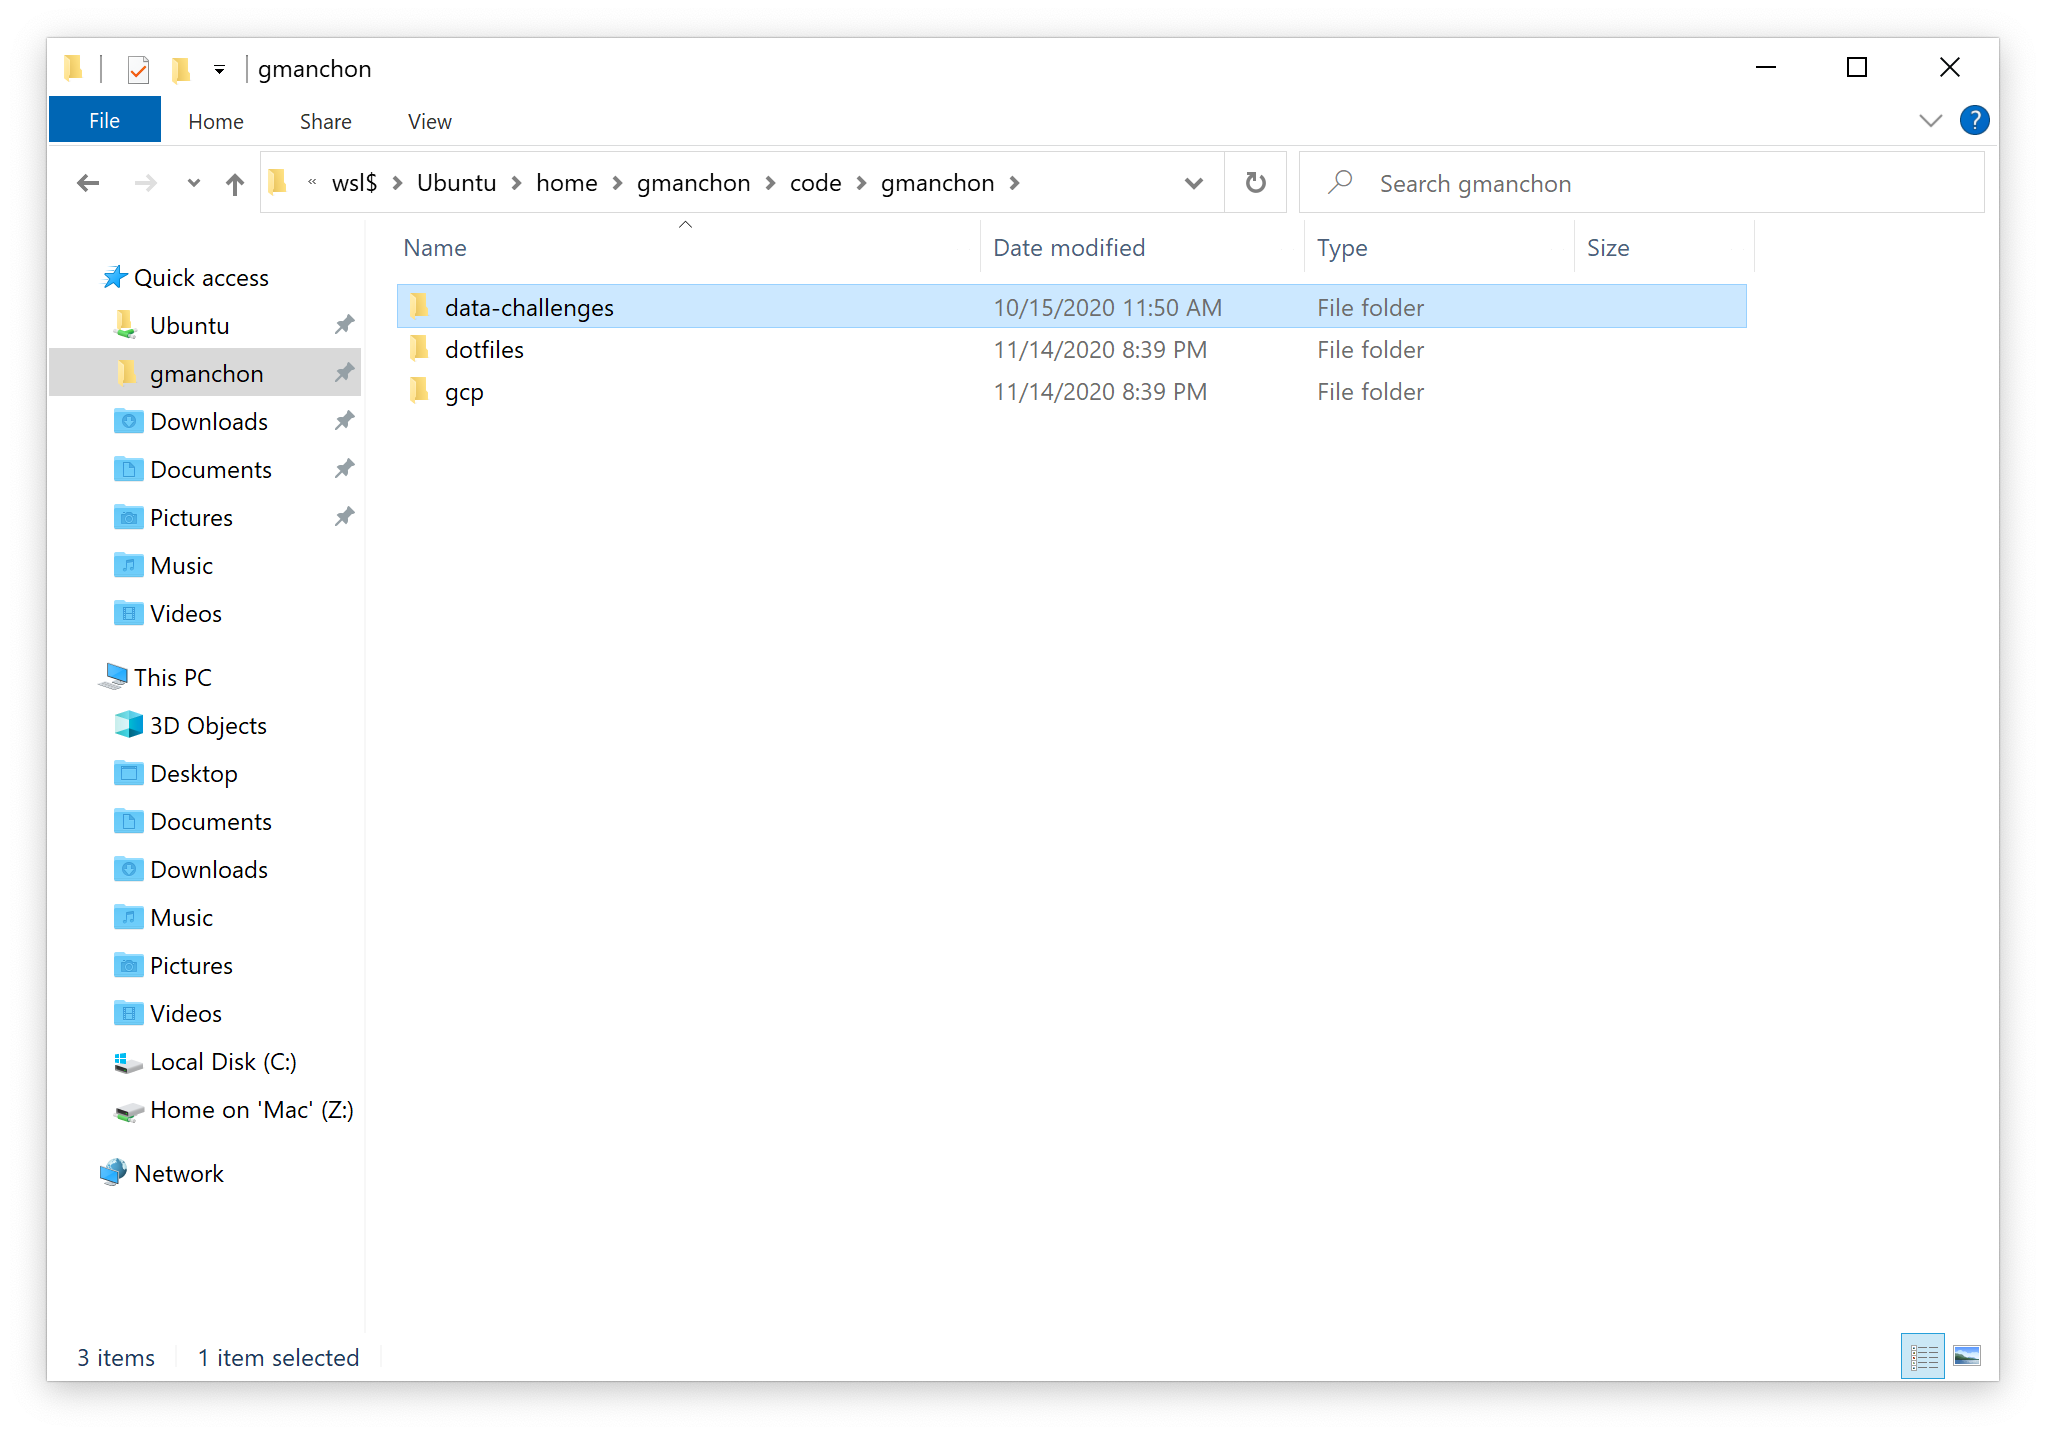 gmanchon
File Home Share View ?
« wsl$ > Ubuntu > home > gmanchon > code > gmanchon >
Search gmanchon
Name Date modified Type Size
data-challenges 10/15/2020 11:50 AM File folder
dotfiles 11/14/2020 8:39 PM File folder
gcp 11/14/2020 8:39 PM File folder
Quick access
Ubuntu
gmanchon
Downloads
Documents
Pictures
Music
Videos
This PC
3D Objects
Desktop
Documents
Downloads
Music
Pictures
Videos
Local Disk (C:)
Home on 'Mac' (Z:)
Network
3 items 1 item selected